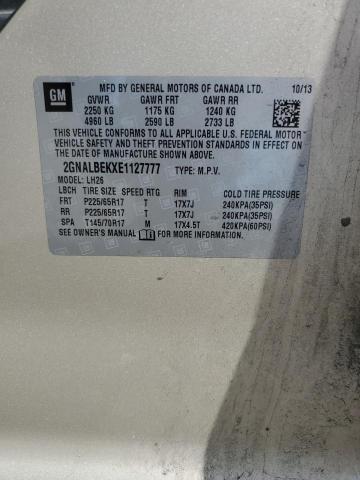 GM
MFD BY GENERAL MOTORS OF CANADA LTD. 10/13
GVWR GAWR FRT GAWR RR
2250 KG 1175 KG 1240 KG
4960 LB 2590 LB 2733 LB
THIS VEHICLE CONFORMS TO ALL APPLICABLE U.S. FEDERAL MOTOR
VEHICLE SAFETY AND THEFT PREVENTION STANDARDS IN EFFECT ON
THE DATE OF MANUFACTURE SHOWN ABOVE.
2GNALBEKXE1127777 TYPE: M.P.V.
MODEL: LH26
LBCH TIRE SIZE SPEED RTG RIM COLD TIRE PRESSURE
FRT P225/65R17 T 17X7J 240KPA(35PSI)
RR P225/65R17 T 17X7J 240KPA(35PSI)
SPA T145/70R17 M 17X4.5T 420KPA(60PSI)
SEE OWNER'S MANUAL FOR MORE INFORMATION